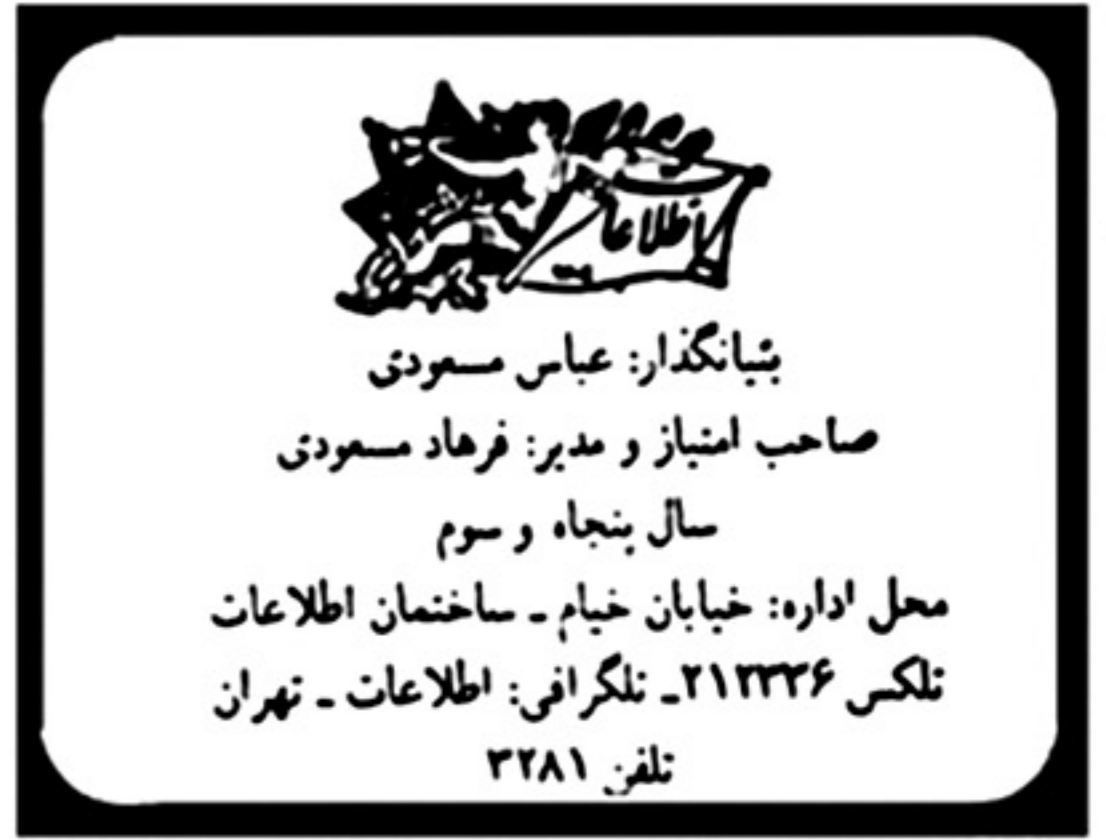 اطلاعات
بنیانگذار: عباس مسعودی
صاحب امتیاز و مدیر: فرهاد مسعودی
سال پنجاه و سوم
محل اداره: خیابان خیام ـ ساختمان اطلاعات
تلکس ۲۱۲۳۳۶ـ تلگرافی: اطلاعات ـ تهران
تلفن ۳۲۸۱